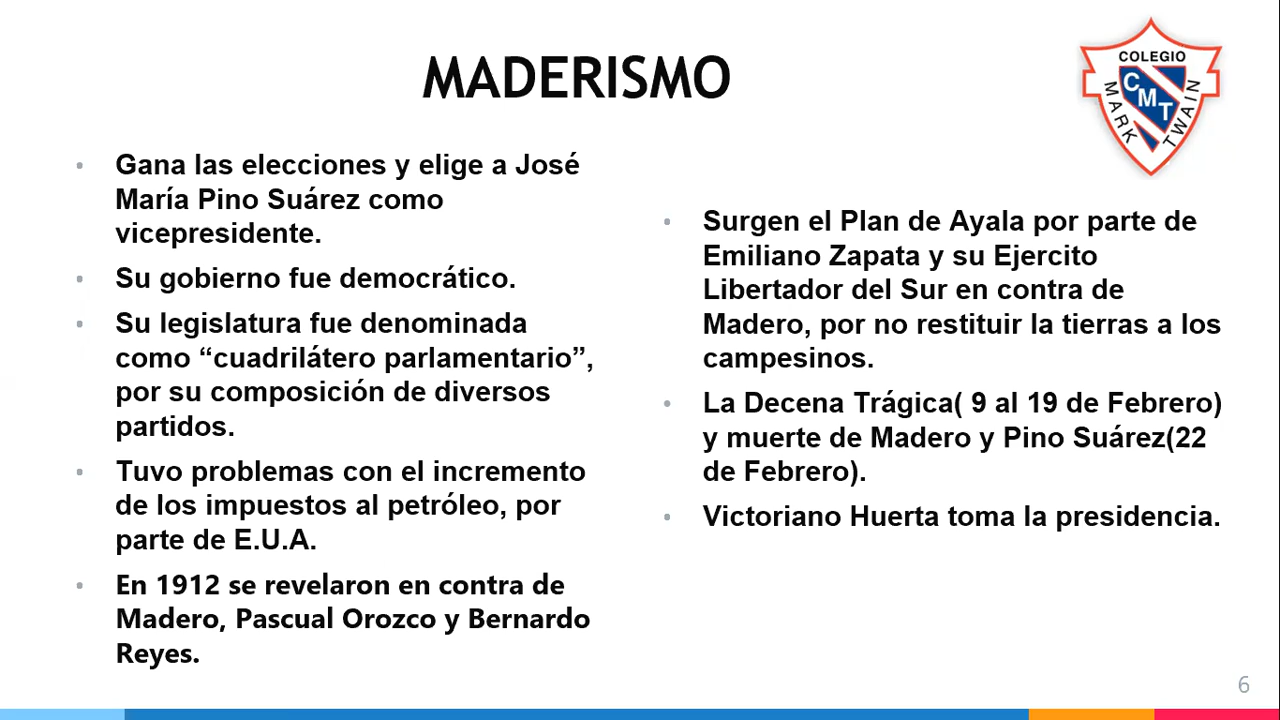 MADERISMO
COLEGIO
CMT
MARK
TWAIN
• Gana las elecciones y elige a José
María Pino Suárez como
vicepresidente.
• Su gobierno fue democrático.
• Su legislatura fue denominada
como “cuadrilátero parlamentario”,
por su composición de diversos
partidos.
• Tuvo problemas con el incremento
de los impuestos al petróleo, por
parte de E.U.A.
• En 1912 se revelaron en contra de
Madero, Pascual Orozco y Bernardo
Reyes.
• Surgen el Plan de Ayala por parte de
Emiliano Zapata y su Ejercito
Libertador del Sur en contra de
Madero, por no restituir la tierras a los
campesinos.
• La Decena Trágica( 9 al 19 de Febrero)
y muerte de Madero y Pino Suárez(22
de Febrero).
• Victoriano Huerta toma la presidencia.
6